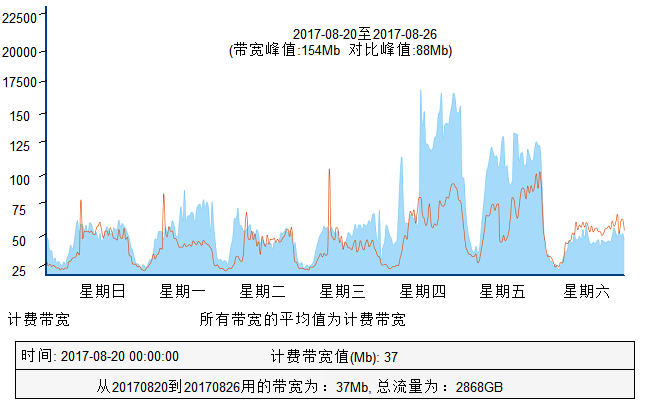 22500
2017-08-20至2017-08-26
20000
(带宽峰值:154Mb 对比峰值:88Mb)
17500
150
125
100
75
50
25
星期日 星期一 星期二 星期三 星期四 星期五 星期六
计费带宽 所有带宽的平均值为计费带宽
时间: 2017-08-20 00:00:00 计费带宽值(Mb): 37
从20170820到20170826用的带宽为：37Mb, 总流量为：2868GB